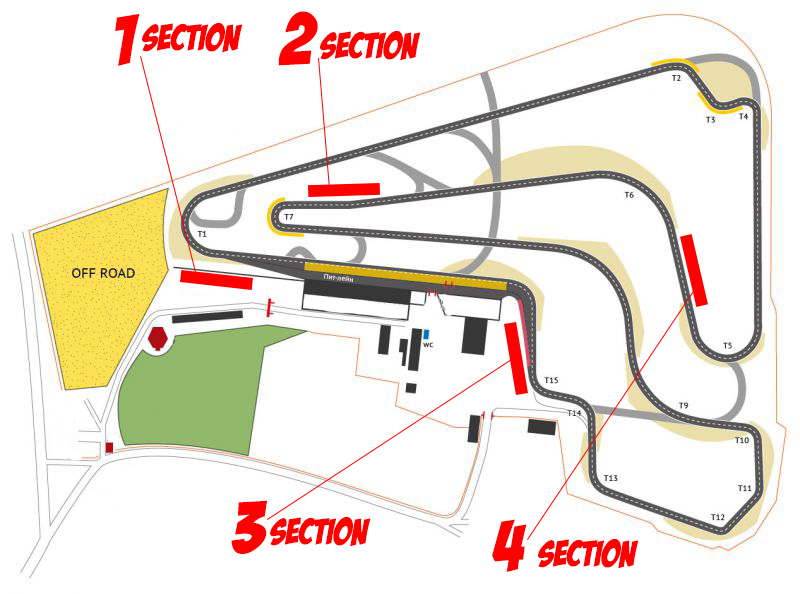 1 SECTION
2 SECTION
T2
T3
T4
T6
T7
T1
OFF ROAD
Пит-лейн
WC
T5
T15
T14
T9
T10
T13
T11
T12
3 SECTION
4 SECTION